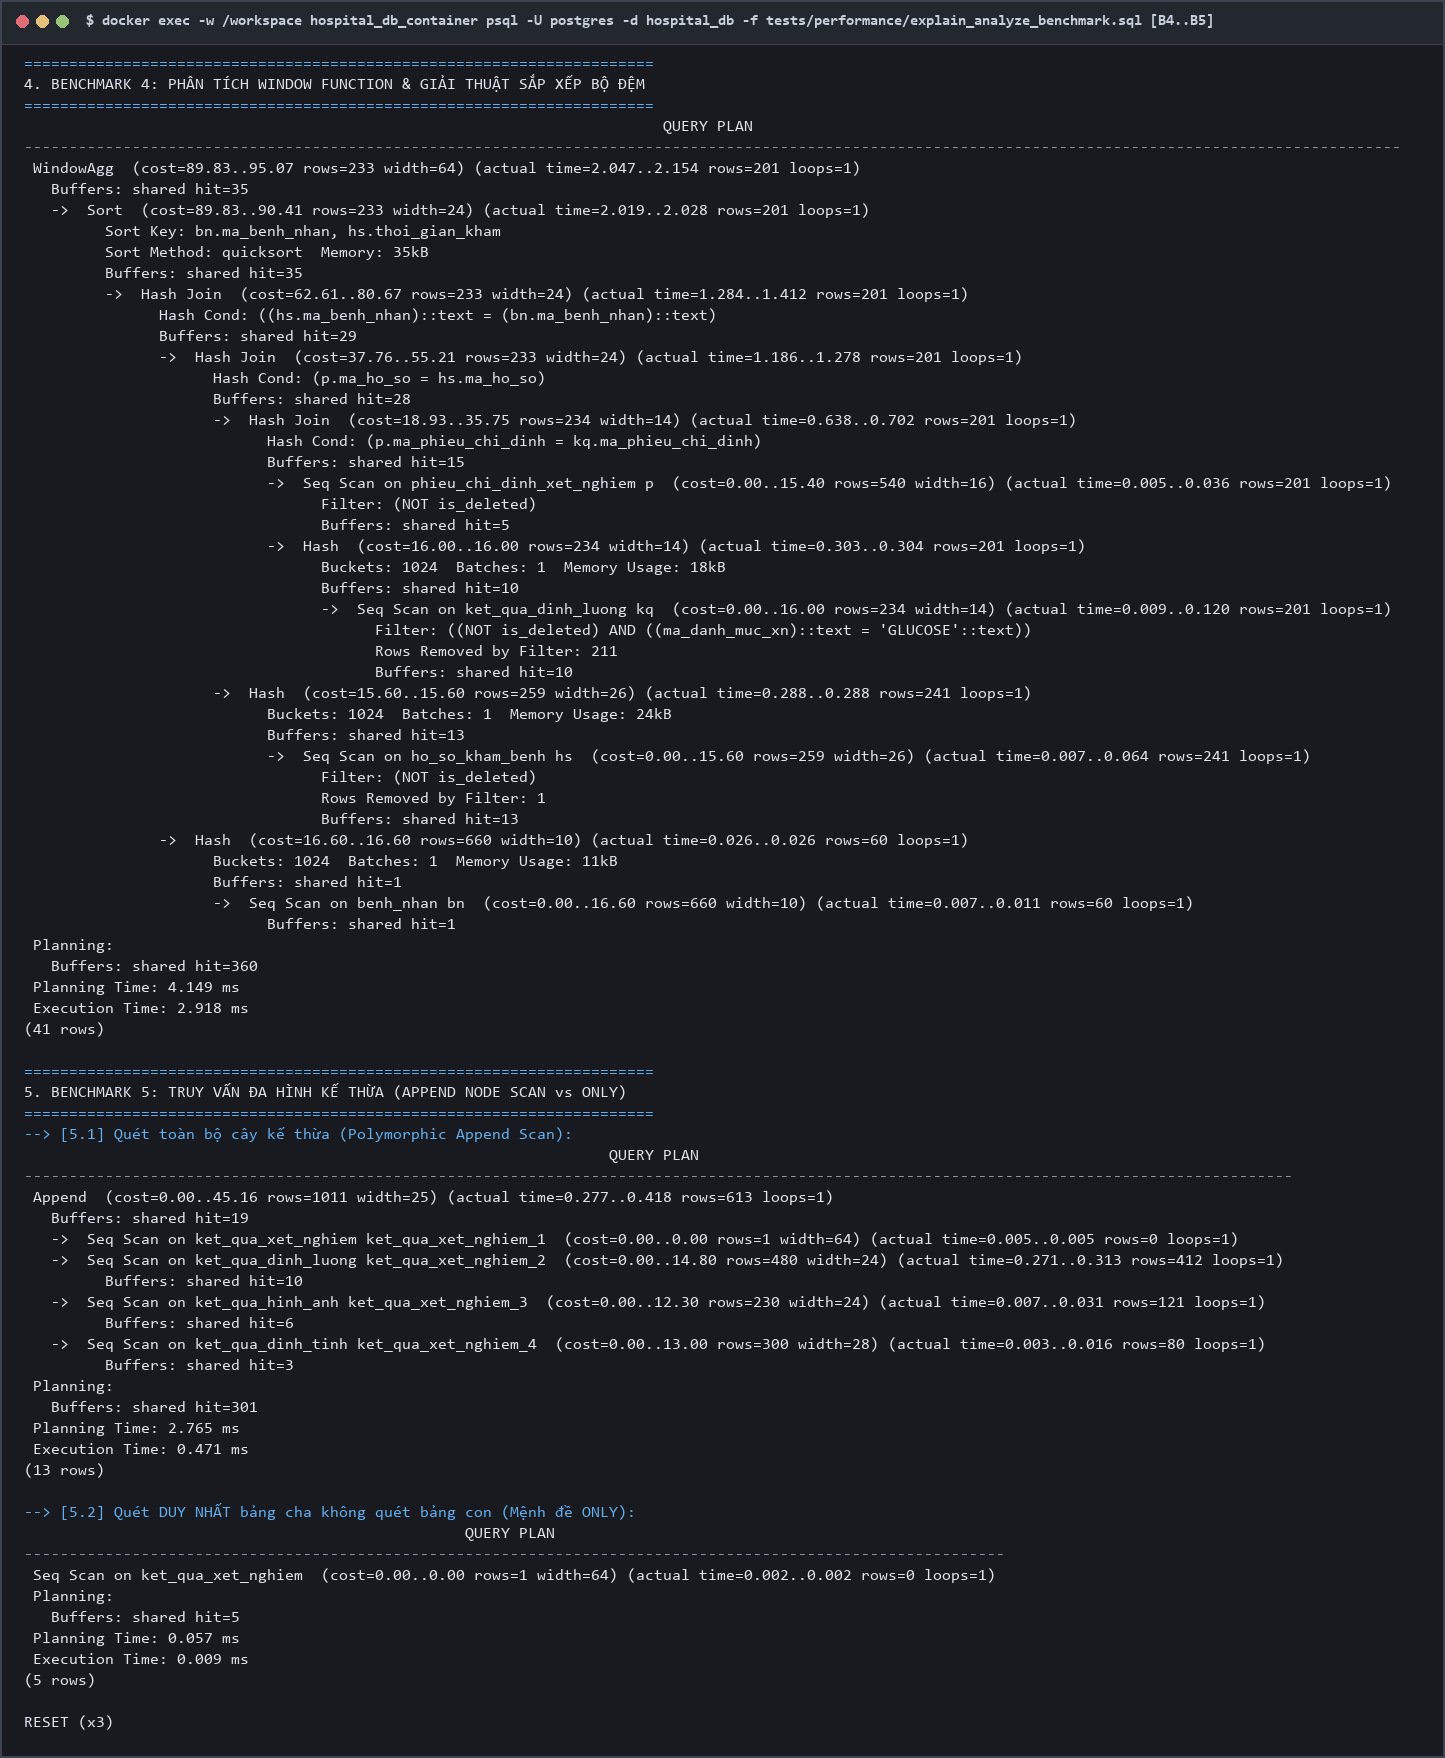 $ docker exec -w /workspace hospital_db_container psql -U postgres -d hospital_db -f tests/performance/explain_analyze_benchmark.sql [B4..B5]
======================================================================
4. BENCHMARK 4: PHÂN TÍCH WINDOW FUNCTION & GIẢI THUẬT SẮP XẾP BỘ ĐỆM
======================================================================
QUERY PLAN
---------------------------------------------------------------------------------------------------------------------------------------------------------
WindowAgg  (cost=89.83..95.07 rows=233 width=64) (actual time=2.047..2.154 rows=201 loops=1)
  Buffers: shared hit=35
  ->  Sort  (cost=89.83..90.41 rows=233 width=24) (actual time=2.019..2.028 rows=201 loops=1)
        Sort Key: bn.ma_benh_nhan, hs.thoi_gian_kham
        Sort Method: quicksort  Memory: 35kB
        Buffers: shared hit=35
        ->  Hash Join  (cost=62.61..80.67 rows=233 width=24) (actual time=1.284..1.412 rows=201 loops=1)
              Hash Cond: ((hs.ma_benh_nhan)::text = (bn.ma_benh_nhan)::text)
              Buffers: shared hit=29
              ->  Hash Join  (cost=37.76..55.21 rows=233 width=24) (actual time=1.186..1.278 rows=201 loops=1)
                    Hash Cond: (p.ma_ho_so = hs.ma_ho_so)
                    Buffers: shared hit=28
                    ->  Hash Join  (cost=18.93..35.75 rows=234 width=14) (actual time=0.638..0.702 rows=201 loops=1)
                          Hash Cond: (p.ma_phieu_chi_dinh = kq.ma_phieu_chi_dinh)
                          Buffers: shared hit=15
                          ->  Seq Scan on phieu_chi_dinh_xet_nghiem p  (cost=0.00..15.40 rows=540 width=16) (actual time=0.005..0.036 rows=201 loops=1)
                                Filter: (NOT is_deleted)
                                Buffers: shared hit=5
                          ->  Hash  (cost=16.00..16.00 rows=234 width=14) (actual time=0.303..0.304 rows=201 loops=1)
                                Buckets: 1024  Batches: 1  Memory Usage: 18kB
                                Buffers: shared hit=10
                                ->  Seq Scan on ket_qua_dinh_luong kq  (cost=0.00..16.00 rows=234 width=14) (actual time=0.009..0.120 rows=201 loops=1)
                                      Filter: ((NOT is_deleted) AND ((ma_danh_muc_xn)::text = 'GLUCOSE'::text))
                                      Rows Removed by Filter: 211
                                      Buffers: shared hit=10
                    ->  Hash  (cost=15.60..15.60 rows=259 width=26) (actual time=0.288..0.288 rows=241 loops=1)
                          Buckets: 1024  Batches: 1  Memory Usage: 24kB
                          Buffers: shared hit=13
                          ->  Seq Scan on ho_so_kham_benh hs  (cost=0.00..15.60 rows=259 width=26) (actual time=0.007..0.064 rows=241 loops=1)
                                Filter: (NOT is_deleted)
                                Rows Removed by Filter: 1
                                Buffers: shared hit=13
              ->  Hash  (cost=16.60..16.60 rows=660 width=10) (actual time=0.026..0.026 rows=60 loops=1)
                    Buckets: 1024  Batches: 1  Memory Usage: 11kB
                    Buffers: shared hit=1
                    ->  Seq Scan on benh_nhan bn  (cost=0.00..16.60 rows=660 width=10) (actual time=0.007..0.011 rows=60 loops=1)
                          Buffers: shared hit=1
Planning:
  Buffers: shared hit=360
Planning Time: 4.149 ms
Execution Time: 2.918 ms
(41 rows)
======================================================================
5. BENCHMARK 5: TRUY VẤN ĐA HÌNH KẾ THỪA (APPEND NODE SCAN vs ONLY)
======================================================================
--> [5.1] Quét toàn bộ cây kế thừa (Polymorphic Append Scan):
QUERY PLAN
---------------------------------------------------------------------------------------------------------------------------------------------
Append  (cost=0.00..45.16 rows=1011 width=25) (actual time=0.277..0.418 rows=613 loops=1)
  Buffers: shared hit=19
  ->  Seq Scan on ket_qua_xet_nghiem ket_qua_xet_nghiem_1  (cost=0.00..0.00 rows=1 width=64) (actual time=0.005..0.005 rows=0 loops=1)
  ->  Seq Scan on ket_qua_dinh_luong ket_qua_xet_nghiem_2  (cost=0.00..14.80 rows=480 width=24) (actual time=0.271..0.313 rows=412 loops=1)
        Buffers: shared hit=10
  ->  Seq Scan on ket_qua_hinh_anh ket_qua_xet_nghiem_3  (cost=0.00..12.30 rows=230 width=24) (actual time=0.007..0.031 rows=121 loops=1)
        Buffers: shared hit=6
  ->  Seq Scan on ket_qua_dinh_tinh ket_qua_xet_nghiem_4  (cost=0.00..13.00 rows=300 width=28) (actual time=0.003..0.016 rows=80 loops=1)
        Buffers: shared hit=3
Planning:
  Buffers: shared hit=301
Planning Time: 2.765 ms
Execution Time: 0.471 ms
(13 rows)
--> [5.2] Quét DUY NHẤT bảng cha không quét bảng con (Mệnh đề ONLY):
QUERY PLAN
-------------------------------------------------------------------------------------------------------------
Seq Scan on ket_qua_xet_nghiem  (cost=0.00..0.00 rows=1 width=64) (actual time=0.002..0.002 rows=0 loops=1)
Planning:
  Buffers: shared hit=5
Planning Time: 0.057 ms
Execution Time: 0.009 ms
(5 rows)
RESET (x3)